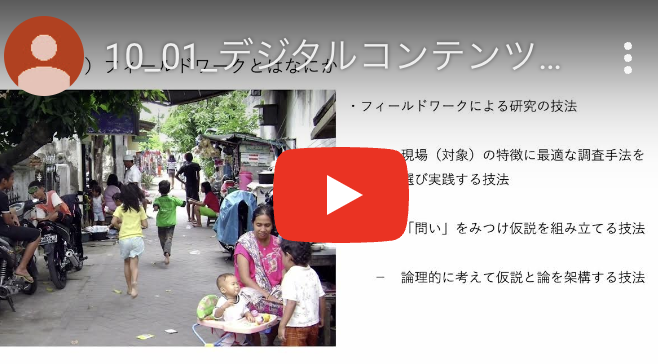 10_01_デジタルコンテンツ...
）フィールドワークとはなにか
・フィールドワークによる研究の技法
現場（対象）の特徴に最適な調査手法を
選び実践する技法
「問い」をみつけ仮説を組み立てる技法
− 論理的に考えて仮説と論を架構する技法